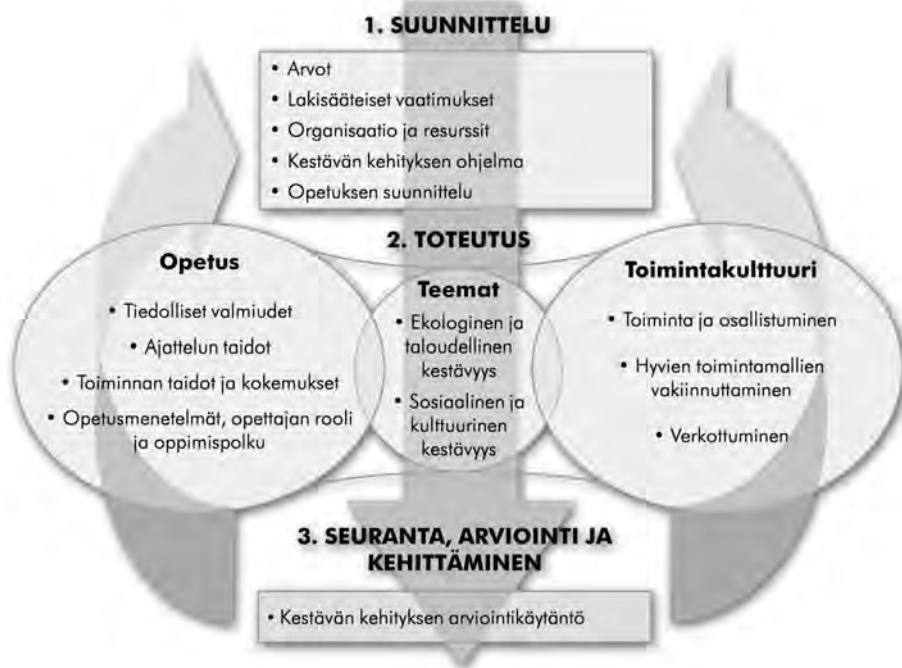 1. SUUNNITTELU
• Arvot
• Lakisääteiset vaatimukset
• Organisaatio ja resurssit
• Kestävän kehityksen ohjelma
• Opetuksen suunnittelu
2. TOTEUTUS
Opetus
• Tiedolliset valmiudet
• Ajattelun taidot
• Toiminnan taidot ja kokemukset
• Opetusmenetelmät, opettajan rooli
ja oppimispolku
Teemat
• Ekologinen ja
taloudellinen
kestävyys
• Sosiaalinen ja
kulttuurinen
kestävyys
Toimintakulttuuri
• Toiminta ja osallistuminen
• Hyvien toimintamallien
vakiinnuttaminen
• Verkottuminen
3. SEURANTA, ARVIOINTI JA
KEHITTÄMINEN
• Kestävän kehityksen arviointikäytäntö